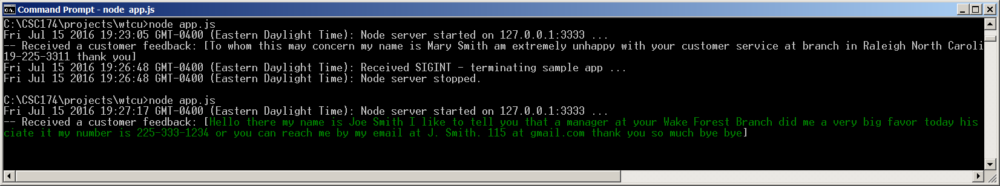 Command Prompt - node app.js
C:\CSC174\projects\wtcu>node app.js
Fri Jul 15 2016 19:23:05 GMT-0400 (Eastern Daylight Time): Node server started on 127.0.0.1:3333 ...
-- Received a customer feedback: [To whom this may concern my name is Mary Smith am extremely unhappy with your customer service at branch in Raleigh North Caroli
19-225-3311 thank you]
Fri Jul 15 2016 19:26:48 GMT-0400 (Eastern Daylight Time): Received SIGINT - terminating sample app ...
Fri Jul 15 2016 19:26:48 GMT-0400 (Eastern Daylight Time): Node server stopped.
C:\CSC174\projects\wtcu>node app.js
Fri Jul 15 2016 19:27:17 GMT-0400 (Eastern Daylight Time): Node server started on 127.0.0.1:3333 ...
-- Received a customer feedback: [Hello there my name is Joe Smith I like to tell you that a manager at your Wake Forest Branch did me a very big favor today his
ciate it my number is 225-333-1234 or you can reach me by my email at J. Smith. 115 at gmail.com thank you so much bye bye]